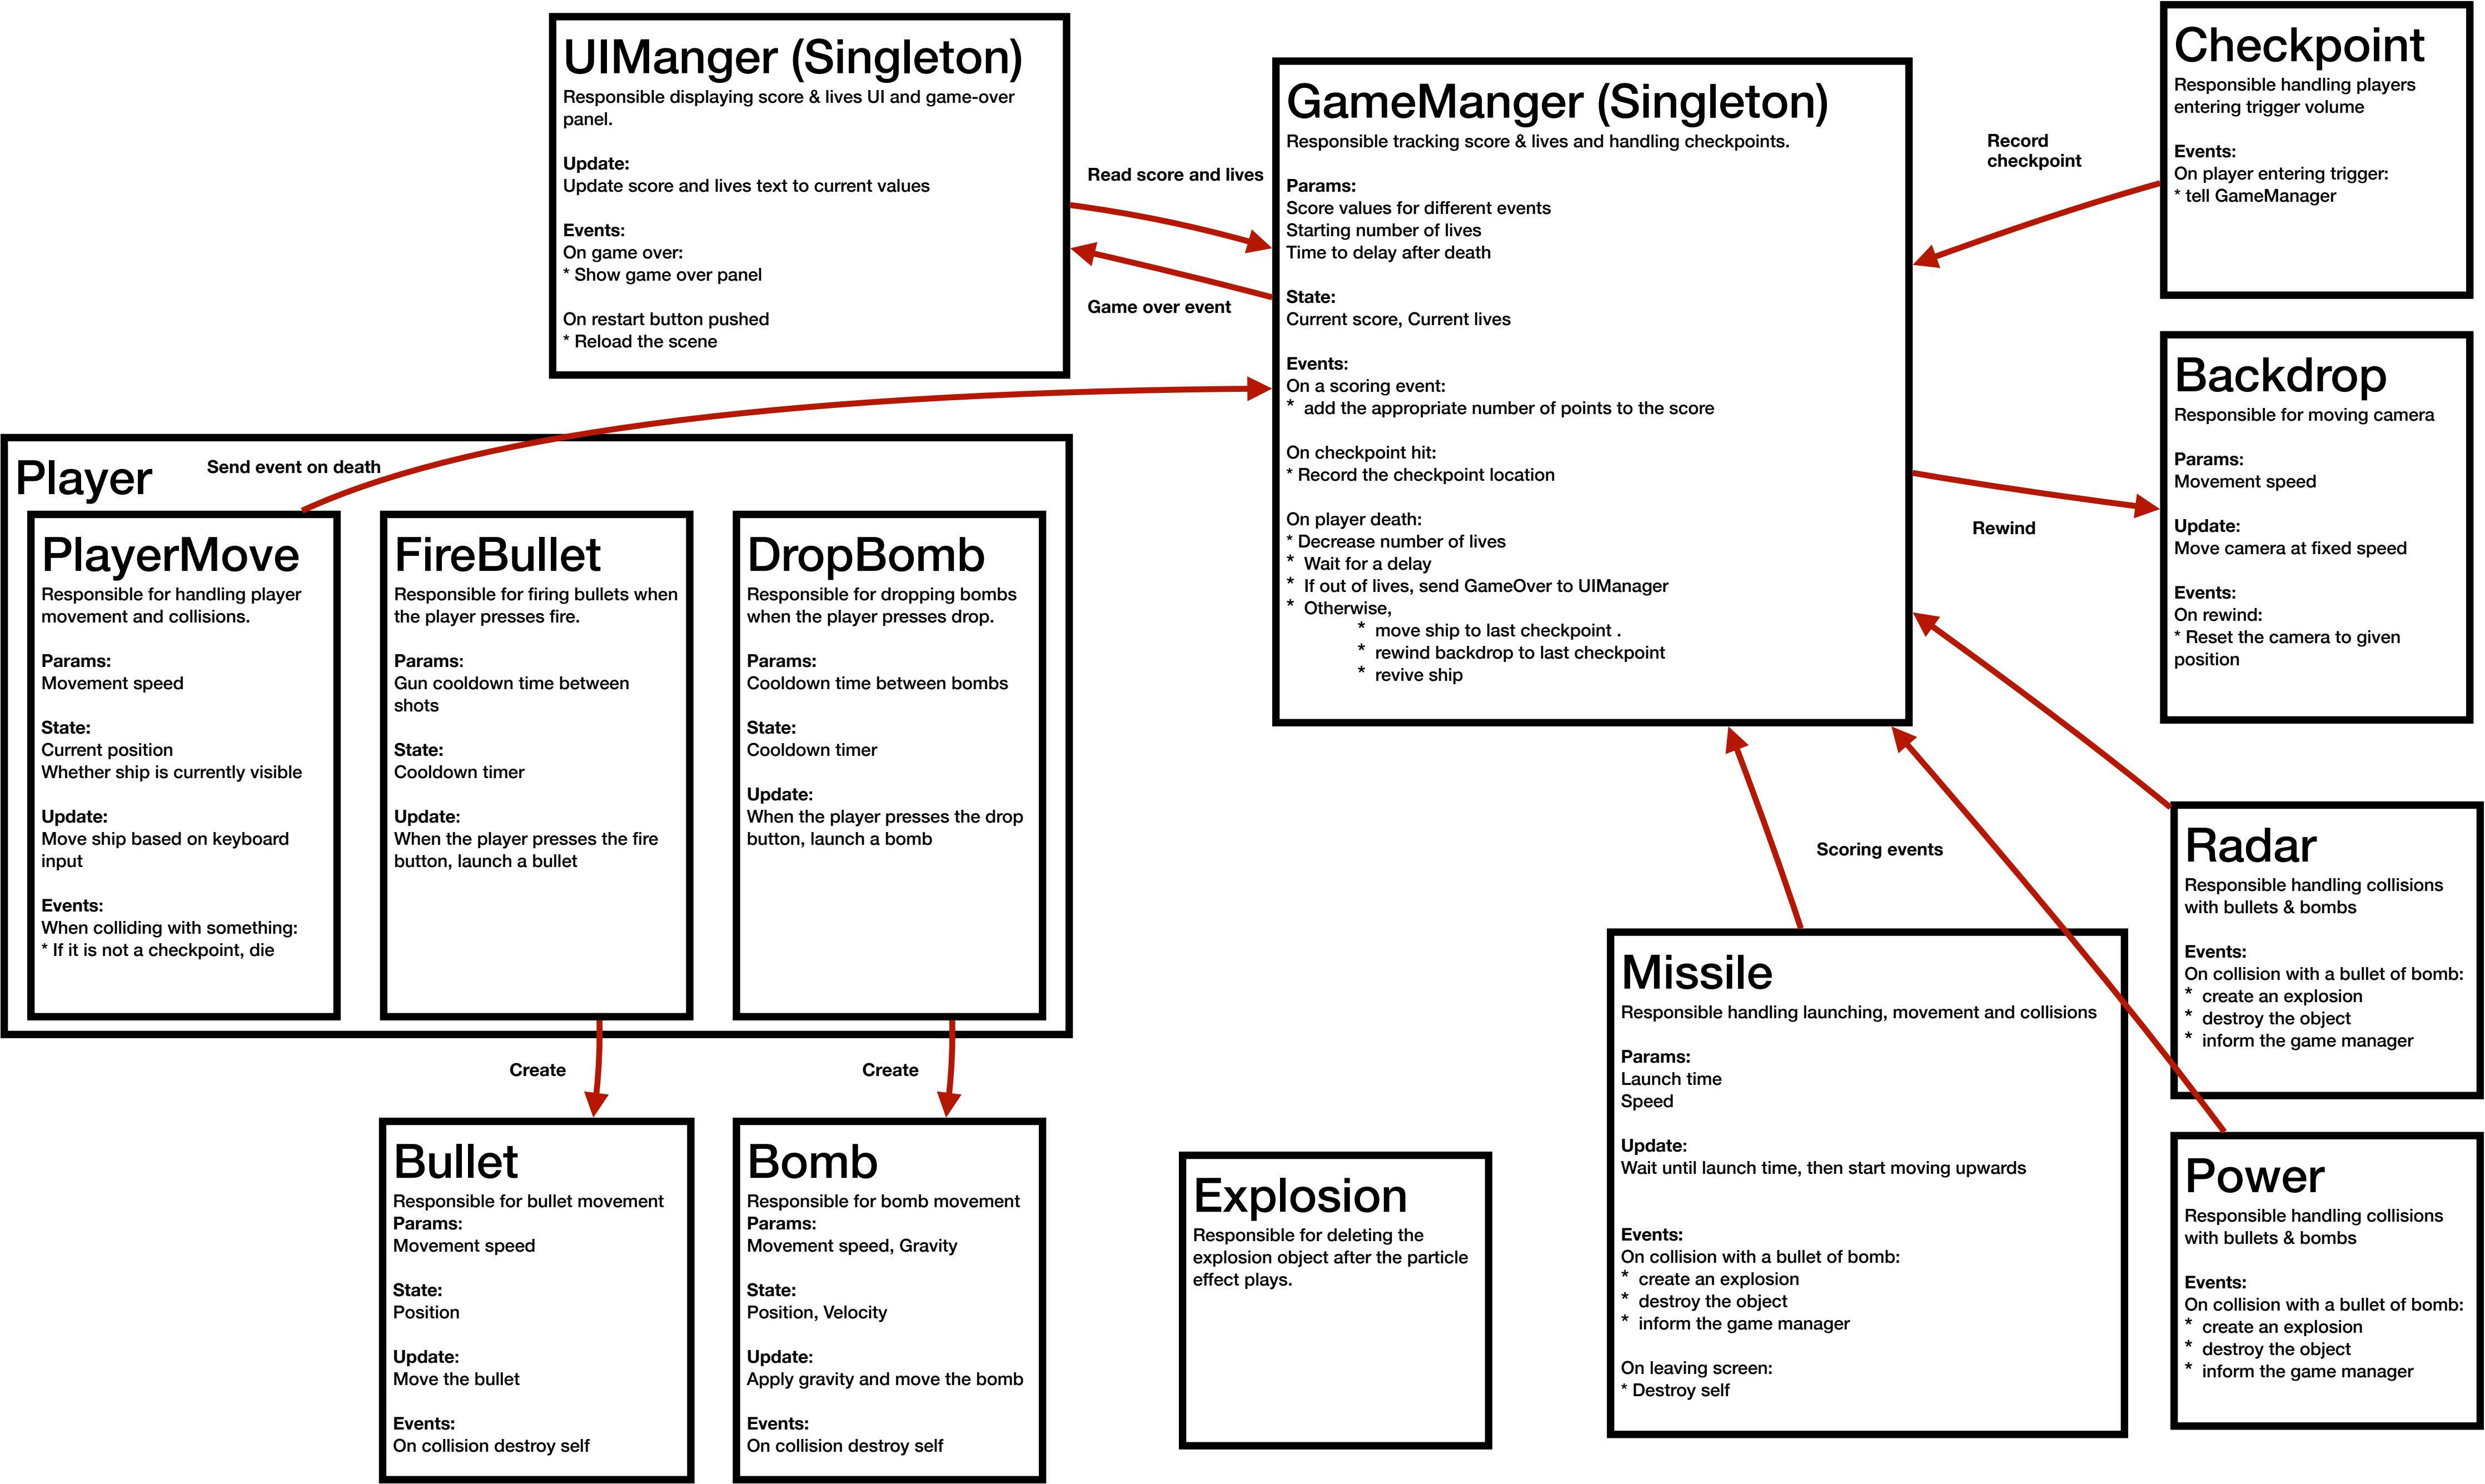 UIManger (Singleton)
Responsible displaying score & lives UI and game-over
panel.
Update:
Update score and lives text to current values
Events:
On game over:
* Show game over panel
On restart button pushed
* Reload the scene
Read score and lives
Game over event
GameManger (Singleton)
Responsible tracking score & lives and handling checkpoints.
Params:
Score values for different events
Starting number of lives
Time to delay after death
State:
Current score, Current lives
Events:
On a scoring event:
* add the appropriate number of points to the score
On checkpoint hit:
* Record the checkpoint location
On player death:
* Decrease number of lives
* Wait for a delay
* If out of lives, send GameOver to UIManager
* Otherwise,
* move ship to last checkpoint .
* rewind backdrop to last checkpoint
* revive ship
Record
checkpoint
Checkpoint
Responsible handling players
entering trigger volume
Events:
On player entering trigger:
* tell GameManager
Rewind
Backdrop
Responsible for moving camera
Params:
Movement speed
Update:
Move camera at fixed speed
Events:
On rewind:
* Reset the camera to given
position
Player
Send event on death
PlayerMove
Responsible for handling player
movement and collisions.
Params:
Movement speed
State:
Current position
Whether ship is currently visible
Update:
Move ship based on keyboard
input
Events:
When colliding with something:
* If it is not a checkpoint, die
FireBullet
Responsible for firing bullets when
the player presses fire.
Params:
Gun cooldown time between
shots
State:
Cooldown timer
Update:
When the player presses the fire
button, launch a bullet
DropBomb
Responsible for dropping bombs
when the player presses drop.
Params:
Cooldown time between bombs
State:
Cooldown timer
Update:
When the player presses the drop
button, launch a bomb
Create
Create
Bullet
Responsible for bullet movement
Params:
Movement speed
State:
Position
Update:
Move the bullet
Events:
On collision destroy self
Bomb
Responsible for bomb movement
Params:
Movement speed, Gravity
State:
Position, Velocity
Update:
Apply gravity and move the bomb
Events:
On collision destroy self
Explosion
Responsible for deleting the
explosion object after the particle
effect plays.
Scoring events
Missile
Responsible handling launching, movement and collisions
Params:
Launch time
Speed
Update:
Wait until launch time, then start moving upwards
Events:
On collision with a bullet of bomb:
* create an explosion
* destroy the object
* inform the game manager
On leaving screen:
* Destroy self
Radar
Responsible handling collisions
with bullets & bombs
Events:
On collision with a bullet of bomb:
* create an explosion
* destroy the object
* inform the game manager
Power
Responsible handling collisions
with bullets & bombs
Events:
On collision with a bullet of bomb:
* create an explosion
* destroy the object
* inform the game manager